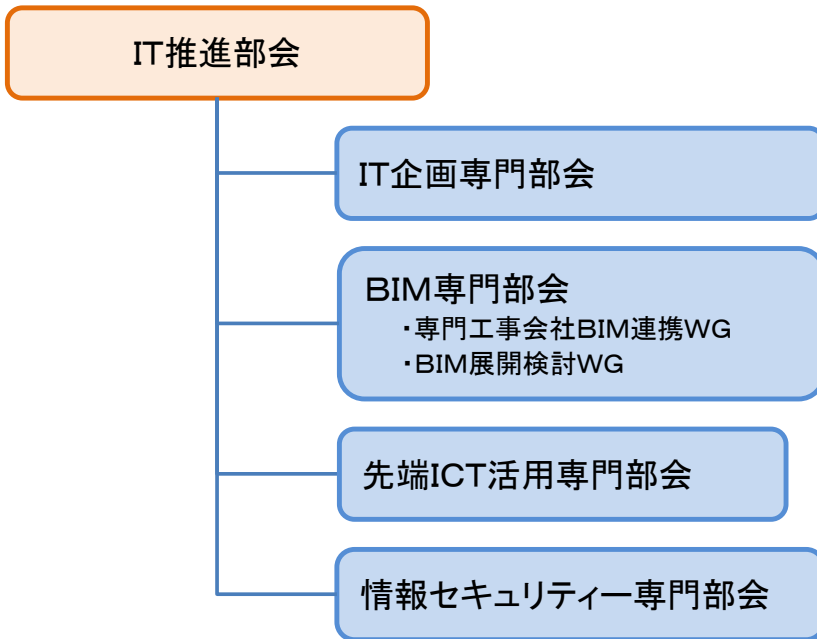 IT推進部会
IT企画専門部会
BIM専門部会
・専門工事会社BIM連携WG
・BIM展開検討WG
先端ICT活用専門部会
情報セキュリティー専門部会